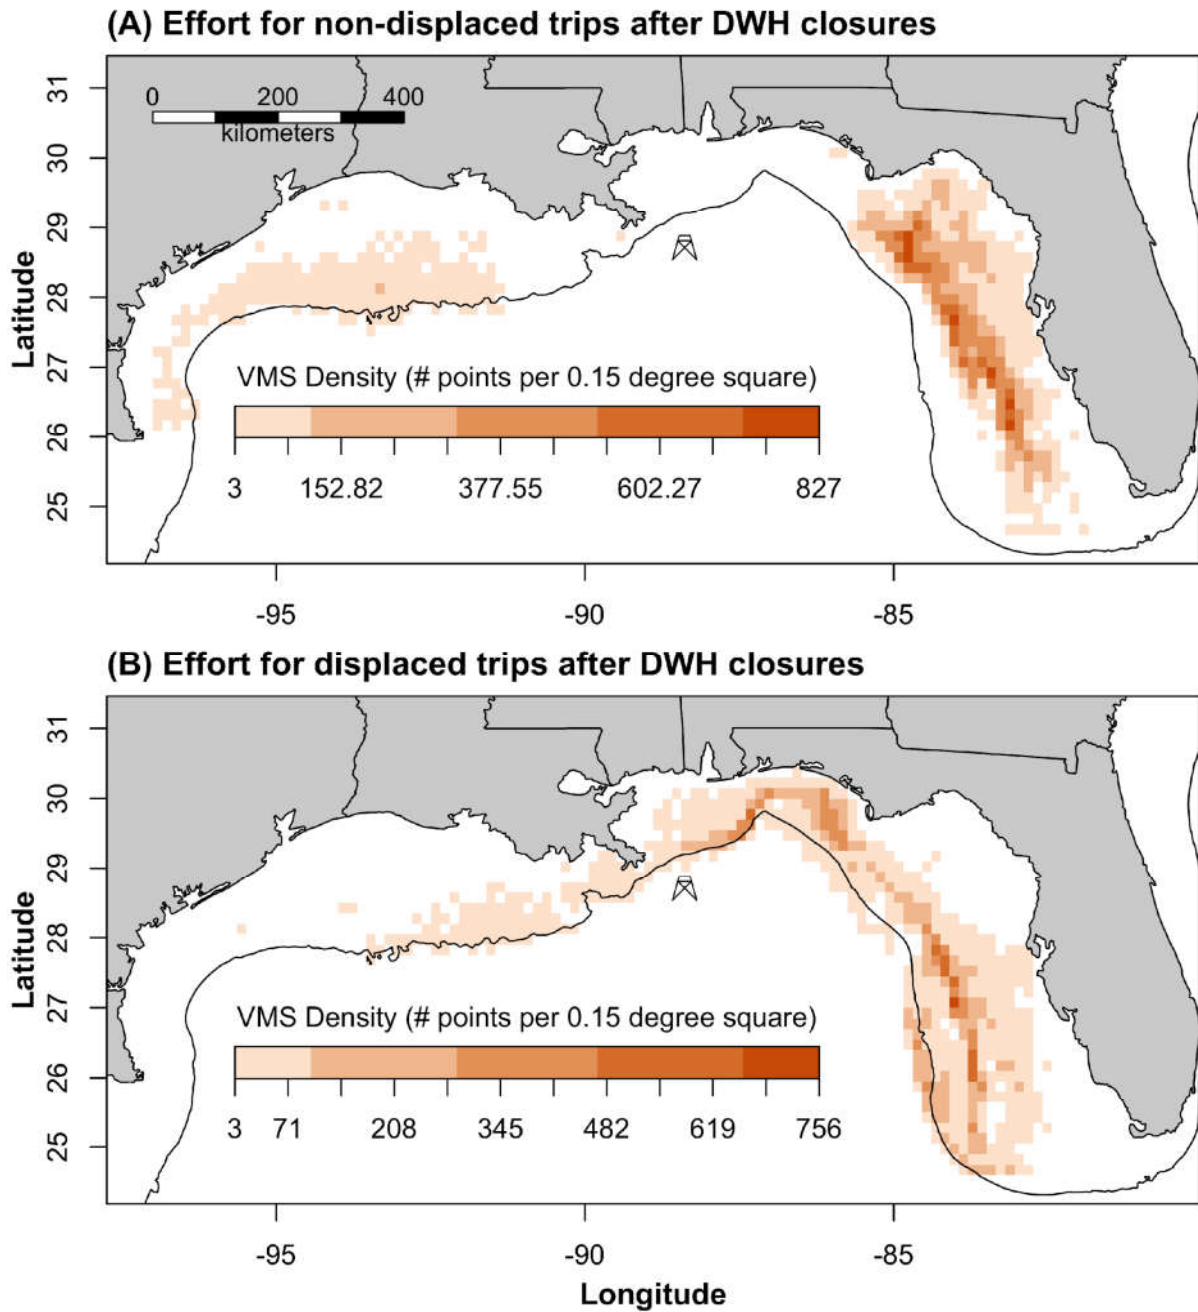 (A) Effort for non-displaced trips after DWH closures
0 200 400
kilometers
31
30
29
28
27
26
25
Latitude
VMS Density (# points per 0.15 degree square)
3 152.82 377.55 602.27 827
-95 -90 -85
(B) Effort for displaced trips after DWH closures
31
30
29
28
27
26
25
Latitude
VMS Density (# points per 0.15 degree square)
3 71 208 345 482 619 756
-95 -90 -85
Longitude